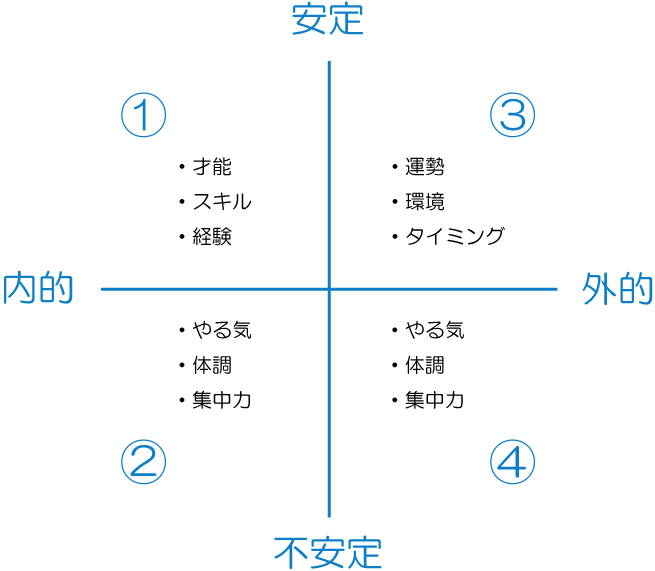 安定
①
・才能
・スキル
・経験
③
・運勢
・環境
・タイミング
内的
外的
・やる気
・体調
・集中力
②
・やる気
・体調
・集中力
④
不安定